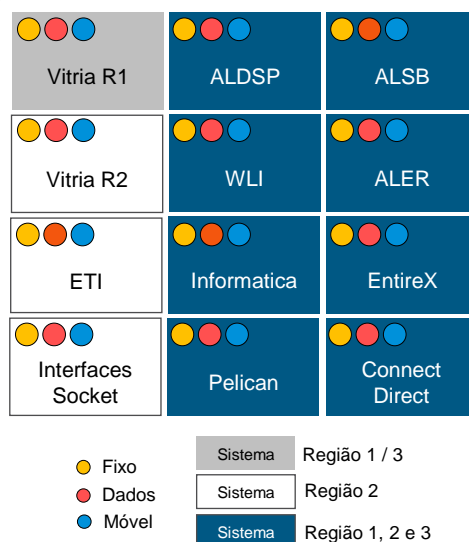 Vitria R1
ALDSP
ALSB
Vitria R2
WLI
ALER
ETI
Informatica
EntireX
Interfaces
Socket
Pelican
Connect
Direct
Fixo
Dados
Móvel
Sistema
Região 1 / 3
Sistema
Região 2
Sistema
Região 1, 2 e 3